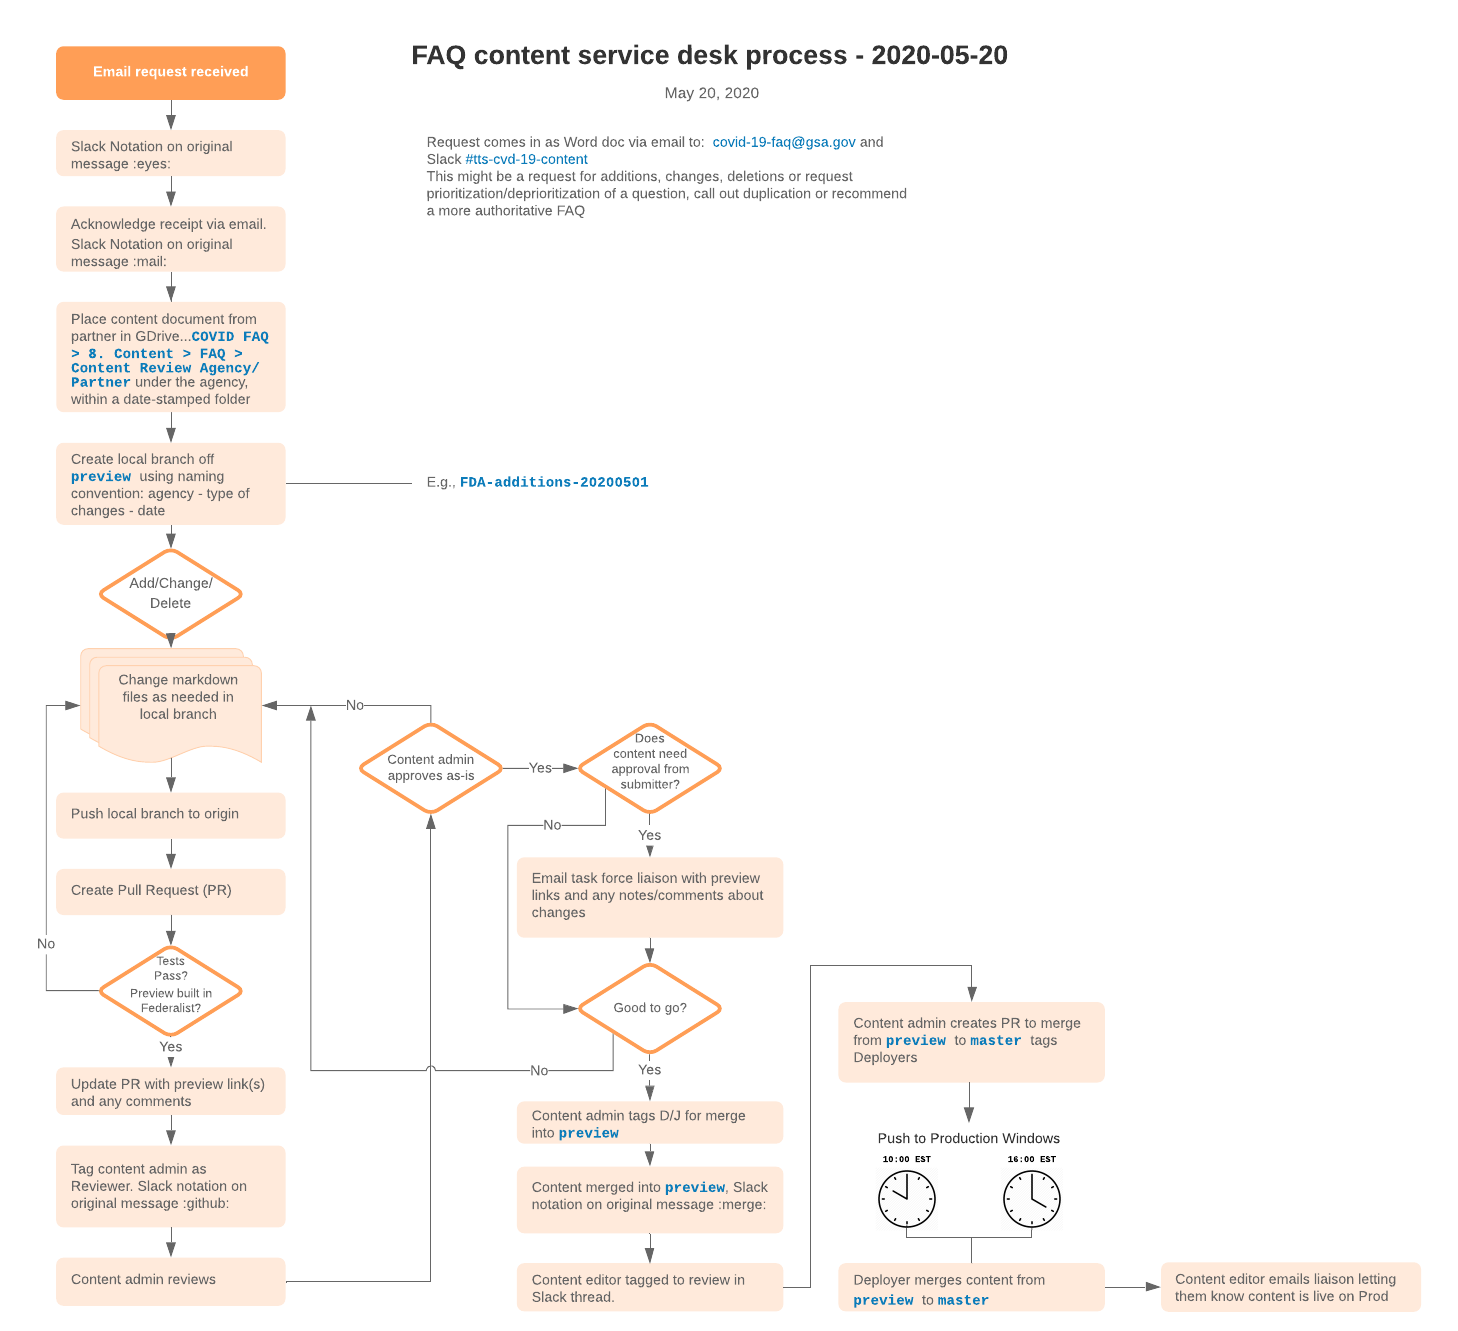 FAQ content service desk process - 2020-05-20
May 20, 2020
Request comes in as Word doc via email to: covid-19-faq@gsa.gov and
Slack #tts-cvd-19-content
This might be a request for additions, changes, deletions or request
prioritization/deprioritization of a question, call out duplication or recommend
a more authoritative FAQ
Email request received
Slack Notation on original
message :eyes:
Acknowledge receipt via email.
Slack Notation on original
message :mail:
Place content document from
partner in GDrive...COVID FAQ
> 8. Content > FAQ >
Content Review Agency/
Partner under the agency,
within a date-stamped folder
Create local branch off
preview using naming
convention: agency - type of
changes - date
E.g., FDA-additions-20200501
Add/Change/
Delete
Change markdown
files as needed in
local branch
Push local branch to origin
Create Pull Request (PR)
Tests
Pass?
Preview built in
Federalist?
No
Yes
Update PR with preview link(s)
and any comments
Tag content admin as
Reviewer. Slack notation on
original message :github:
Content admin reviews
Content admin
approves as-is
No
Yes
Does
content need
approval from
submitter?
No
Yes
Email task force liaison with preview
links and any notes/comments about
changes
Good to go?
No
Yes
Content admin tags D/J for merge
into preview
Content merged into preview, Slack
notation on original message :merge:
Content editor tagged to review in
Slack thread.
Content admin creates PR to merge
from preview to master tags
Deployers
Push to Production Windows
10:00 EST
16:00 EST
Deployer merges content from
preview to master
Content editor emails liaison letting
them know content is live on Prod